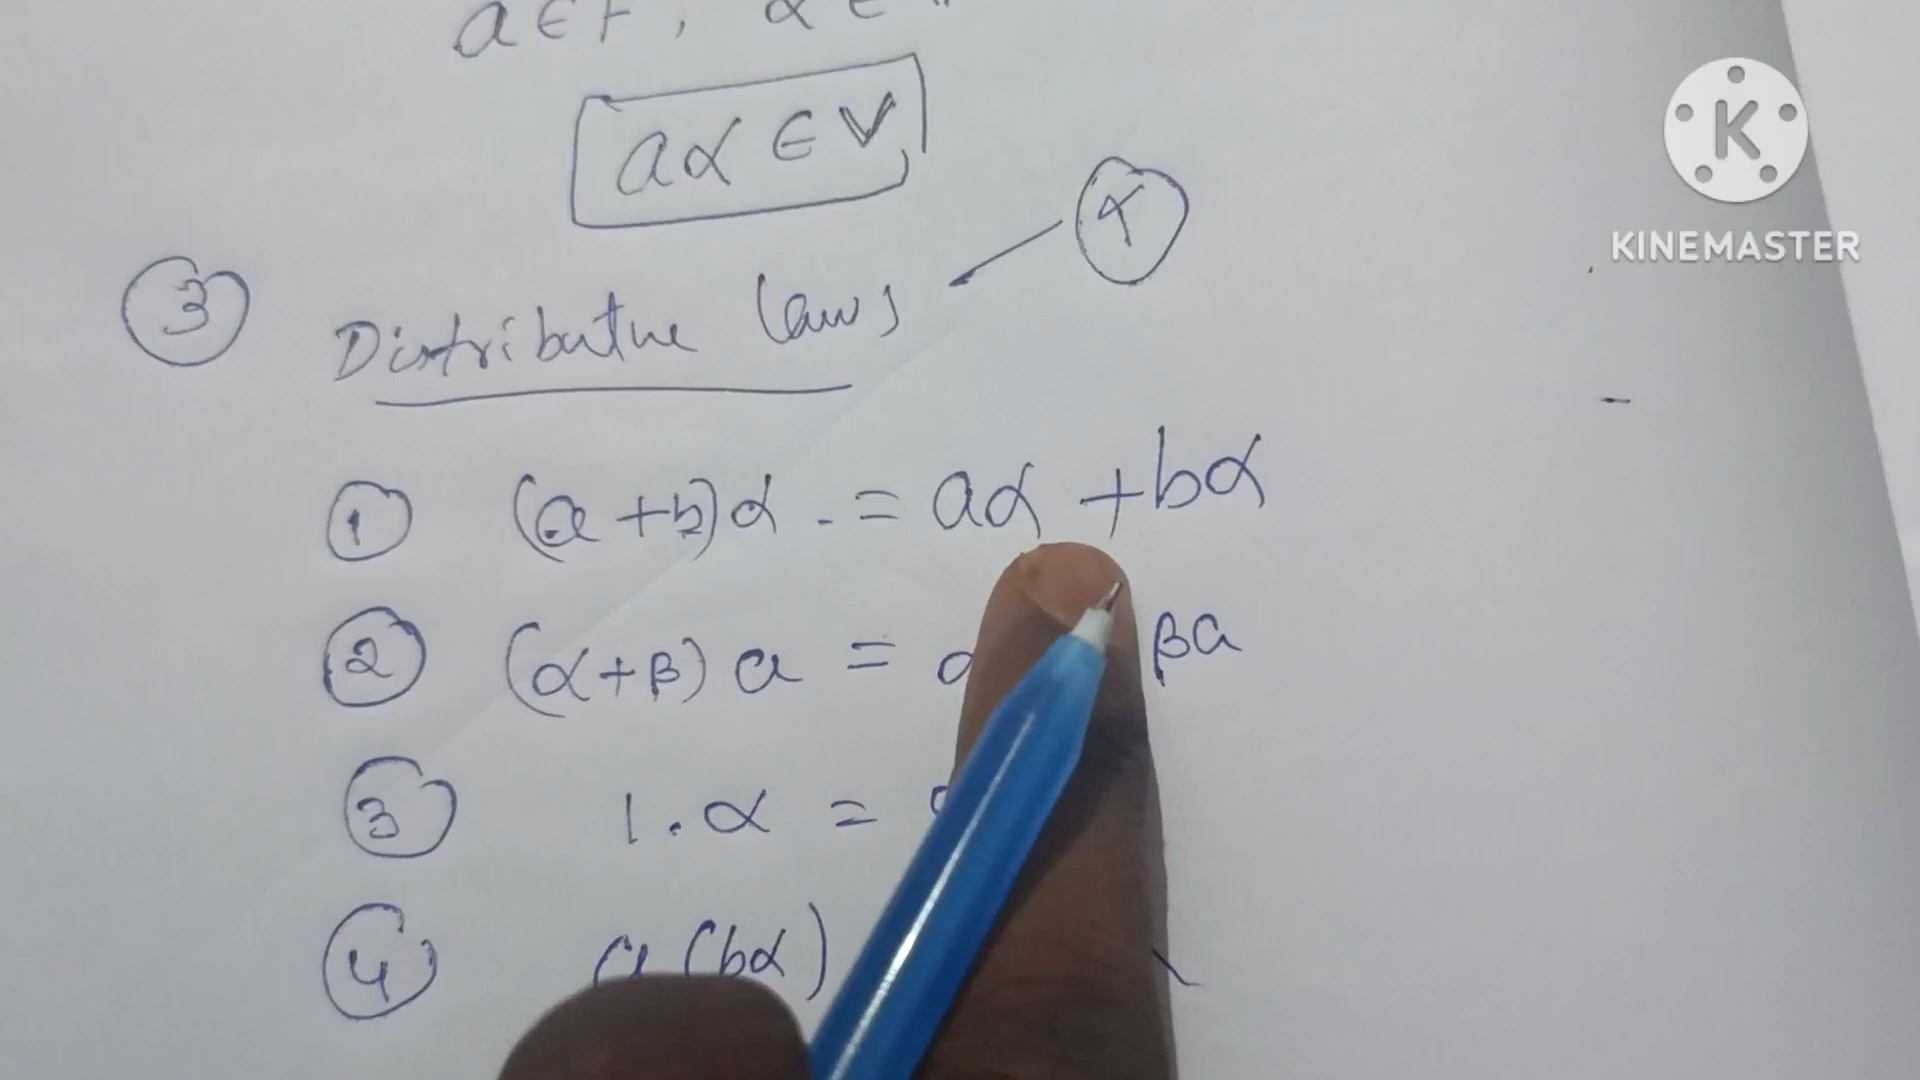 a ∈ F, α ∈
aα ∈ V
4
3 Distributive laws
1 (a+b)α . = aα + bα
2 (α+β) a = α βa
3 1.α =
4 a (bα)
K
KINEMASTER